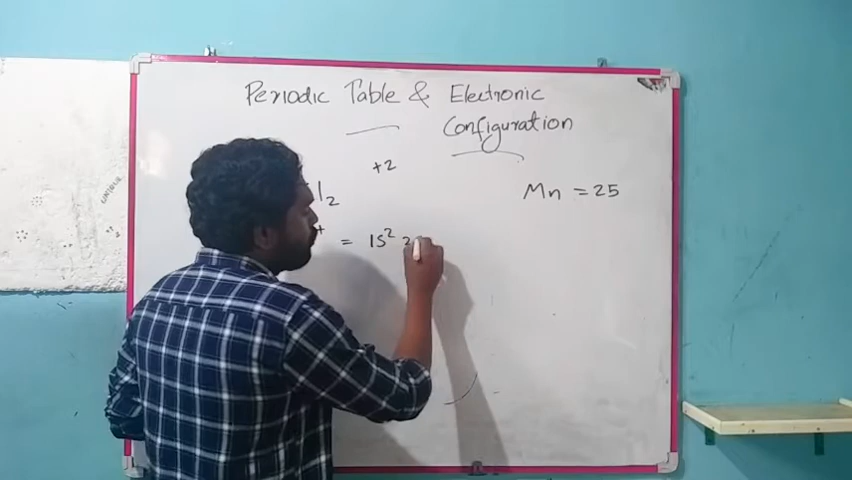 Periodic Table & Electronic
Configuration
+2
l2
Mn = 25
+ = 1S² 2